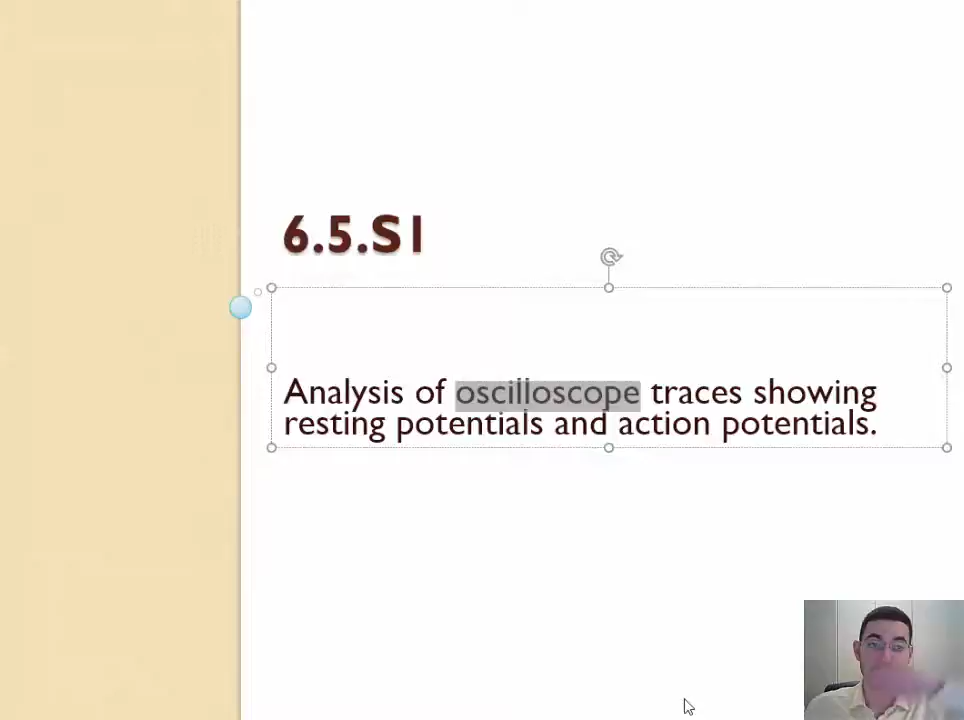 6.5.S1
Analysis of oscilloscope traces showing
resting potentials and action potentials.